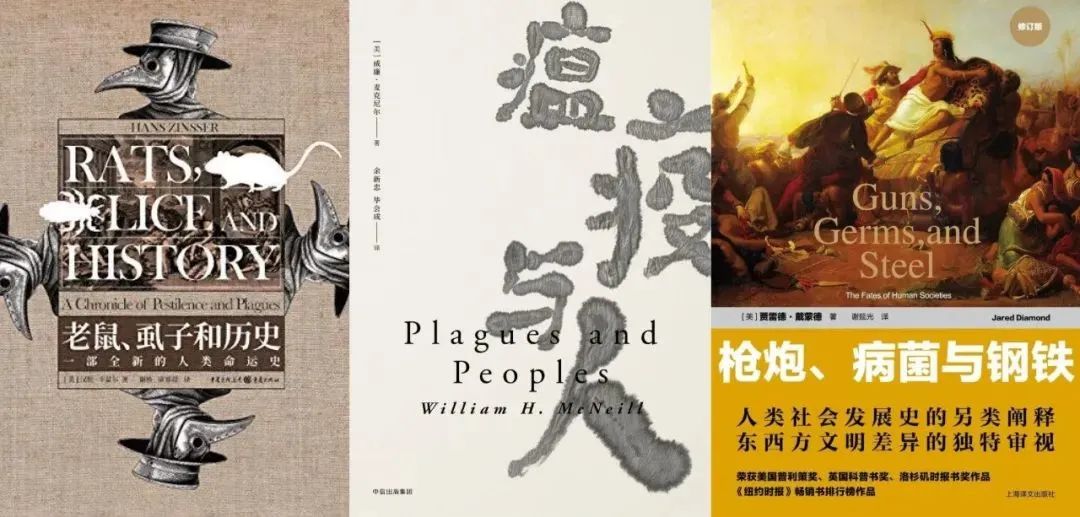 HANS ZINSSER
RATS,
LICE AND
HISTORY
A Chronicle of Pestilence and Plagues
老鼠、虱子和历史
一部全新的人类命运史
[美]威廉·麦克尼尔 著
余新忠 毕会成 译
瘟疫与人
Plagues and
Peoples
William H. McNeill
中信出版集团
修订版
Guns,
Germs, and
Steel
The Fates of Human Societies
[美] 贾雷德·戴蒙德 著 谢延光 译
Jared Diamond
枪炮、病菌与钢铁
人类社会发展史的另类阐释
东西方文明差异的独特审视
荣获美国普利策奖、英国科普书奖、洛杉矶时报书奖作品
《纽约时报》畅销书排行榜作品
上海译文出版社